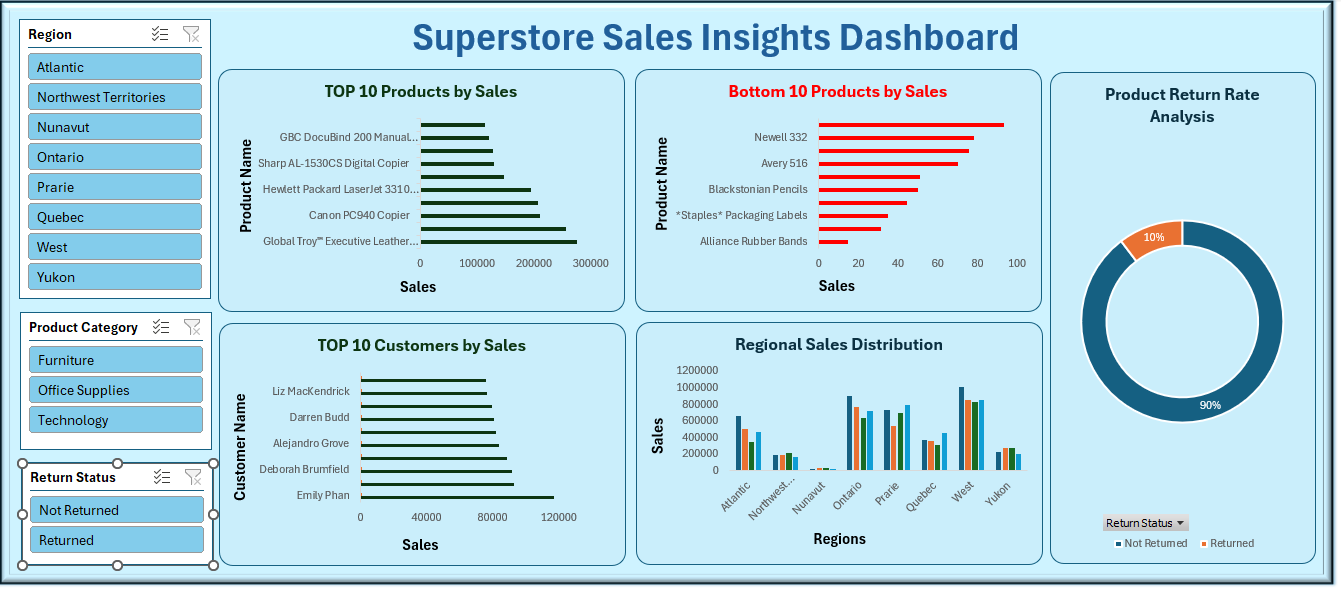 Superstore Sales Insights Dashboard
Region
Atlantic
Northwest Territories
Nunavut
Ontario
Prarie
Quebec
West
Yukon
Product Category
Furniture
Office Supplies
Technology
Return Status
Not Returned
Returned
TOP 10 Products by Sales
Product Name
GBC DocuBind 200 Manual...
Sharp AL-1530CS Digital Copier
Hewlett Packard LaserJet 3310...
Canon PC940 Copier
Global Troy™ Executive Leather...
0 100000 200000 300000
Sales
Bottom 10 Products by Sales
Product Name
Newell 332
Avery 516
Blackstonian Pencils
*Staples* Packaging Labels
Alliance Rubber Bands
0 20 40 60 80 100
Sales
TOP 10 Customers by Sales
Customer Name
Liz MacKendrick
Darren Budd
Alejandro Grove
Deborah Brumfield
Emily Phan
0 40000 80000 120000
Sales
Regional Sales Distribution
Sales
1200000
1000000
800000
600000
400000
200000
0
Atlantic
Northwest...
Nunavut
Ontario
Prarie
Quebec
West
Yukon
Regions
Product Return Rate
Analysis
10%
90%
Return Status
Not Returned Returned